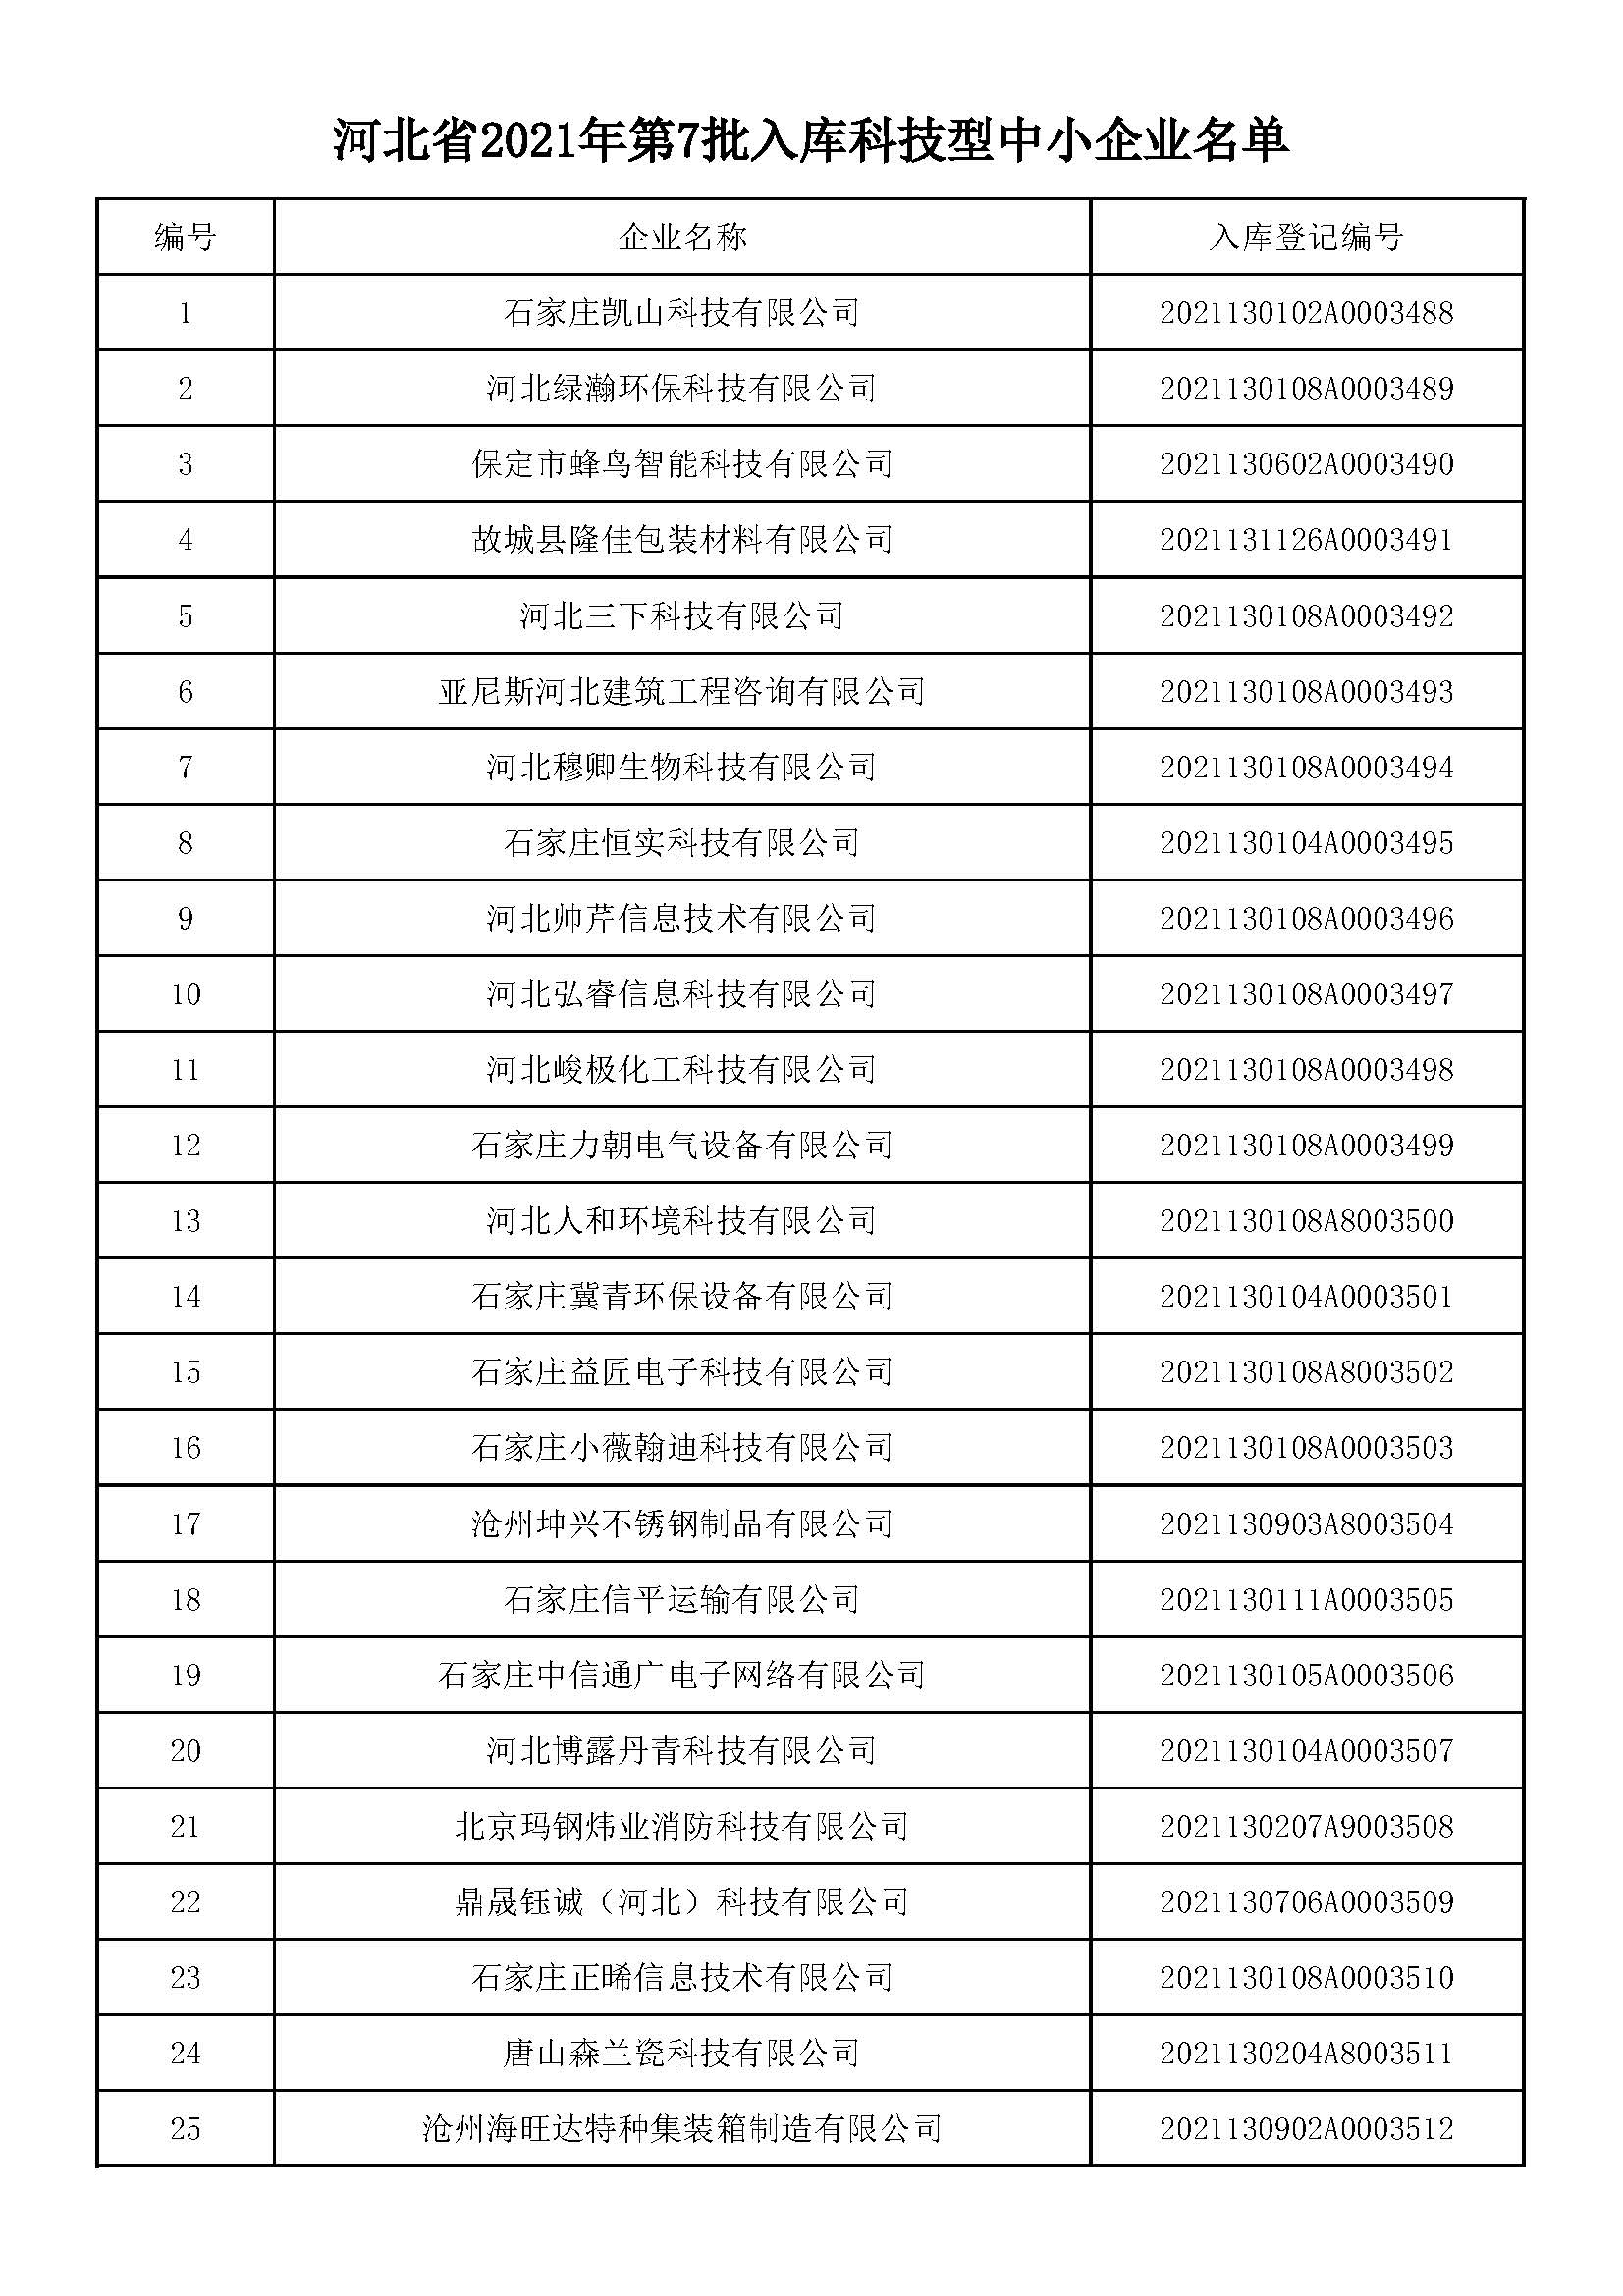 河北省2021年第7批入库科技型中小企业名单
编号 企业名称 入库登记编号
1 石家庄凯山科技有限公司 2021130102A0003488
2 河北绿瀚环保科技有限公司 2021130108A0003489
3 保定市蜂鸟智能科技有限公司 2021130602A0003490
4 故城县隆佳包装材料有限公司 2021131126A0003491
5 河北三下科技有限公司 2021130108A0003492
6 亚尼斯河北建筑工程咨询有限公司 2021130108A0003493
7 河北穆卿生物科技有限公司 2021130108A0003494
8 石家庄恒实科技有限公司 2021130104A0003495
9 河北帅芹信息技术有限公司 2021130108A0003496
10 河北弘睿信息科技有限公司 2021130108A0003497
11 河北峻极化工科技有限公司 2021130108A0003498
12 石家庄力朝电气设备有限公司 2021130108A0003499
13 河北人和环境科技有限公司 2021130108A8003500
14 石家庄冀青环保设备有限公司 2021130104A0003501
15 石家庄益匠电子科技有限公司 2021130108A8003502
16 石家庄小薇翰迪科技有限公司 2021130108A0003503
17 沧州坤兴不锈钢制品有限公司 2021130903A8003504
18 石家庄信平运输有限公司 2021130111A0003505
19 石家庄中信通广电子网络有限公司 2021130105A0003506
20 河北博露丹青科技有限公司 2021130104A0003507
21 北京玛钢炜业消防科技有限公司 2021130207A9003508
22 鼎晟钰诚（河北）科技有限公司 2021130706A0003509
23 石家庄正晞信息技术有限公司 2021130108A0003510
24 唐山森兰瓷科技有限公司 2021130204A8003511
25 沧州海旺达特种集装箱制造有限公司 2021130902A0003512